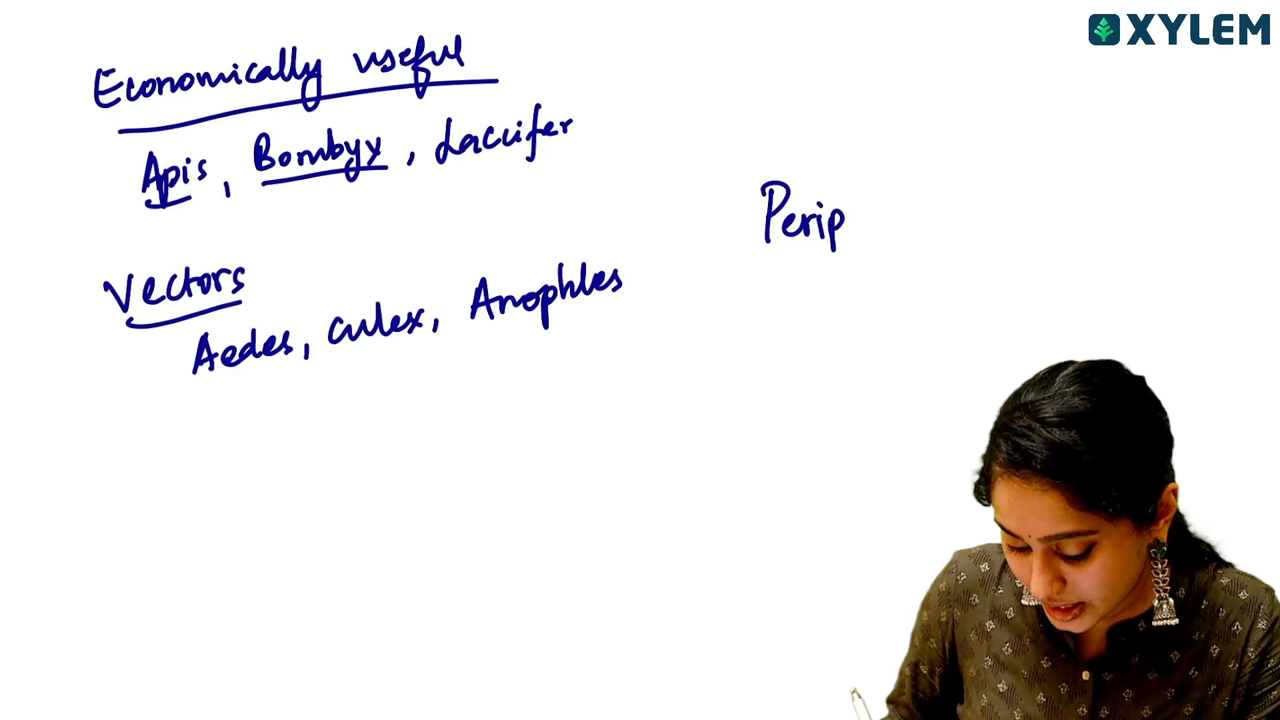 XYLEM
Economically useful
Apis, Bombyx, Laccifer
Perip
Vectors
Aedes, culex, Anophles